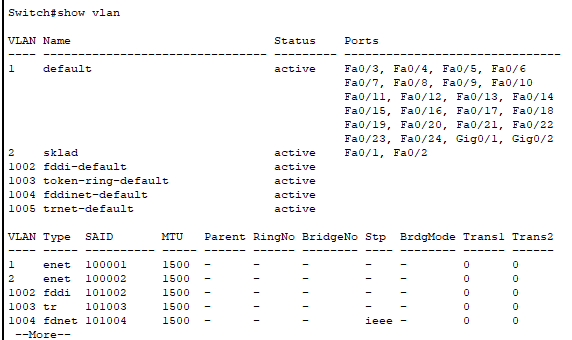 Switch#show vlan
VLAN Name                             Status    Ports
---- -------------------------------- --------- -------------------------------
1    default                          active    Fa0/3, Fa0/4, Fa0/5, Fa0/6
                                                Fa0/7, Fa0/8, Fa0/9, Fa0/10
                                                Fa0/11, Fa0/12, Fa0/13, Fa0/14
                                                Fa0/15, Fa0/16, Fa0/17, Fa0/18
                                                Fa0/19, Fa0/20, Fa0/21, Fa0/22
                                                Fa0/23, Fa0/24, Gig0/1, Gig0/2
2    sklad                            active    Fa0/1, Fa0/2
1002 fddi-default                     active
1003 token-ring-default               active
1004 fddinet-default                  active
1005 trnet-default                    active
VLAN Type  SAID       MTU   Parent RingNo BridgeNo Stp  BrdgMode Trans1 Trans2
---- ----- ---------- ----- ------ ------ -------- ---- -------- ------ ------
1    enet  100001     1500  -      -      -        -    -        0      0
2    enet  100002     1500  -      -      -        -    -        0      0
1002 fddi  101002     1500  -      -      -        -    -        0      0
1003 tr    101003     1500  -      -      -        -    -        0      0
1004 fdnet 101004     1500  -      -      -        ieee -        0      0
 --More--